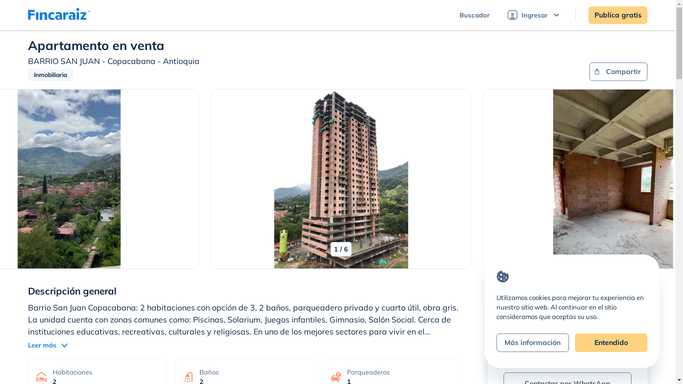 Fincaraiz
Buscador
Ingresar
Publica gratis
Apartamento en venta
BARRIO SAN JUAN - Copacabana - Antioquia
Inmobiliaria
Compartir
1 / 6
Descripción general
Barrio San Juan Copacabana: 2 habitaciones con opción de 3, 2 baños, parqueadero privado y cuarto útil, obra gris.
La unidad cuenta con zonas comunes como: Piscinas, Solarium, Juegos infantiles, Gimnasio, Salón Social. Cerca de
instituciones educativas, recreativas, culturales y religiosas. En uno de los mejores sectores para vivir en el...
Leer más
Habitaciones
2
Baños
2
Parqueaderos
1
Utilizamos cookies para mejorar tu experiencia en
nuestro sitio web. Al continuar en el sitio
consideramos que aceptas su uso.
Más información
Entendido
Contactar por WhatsApp